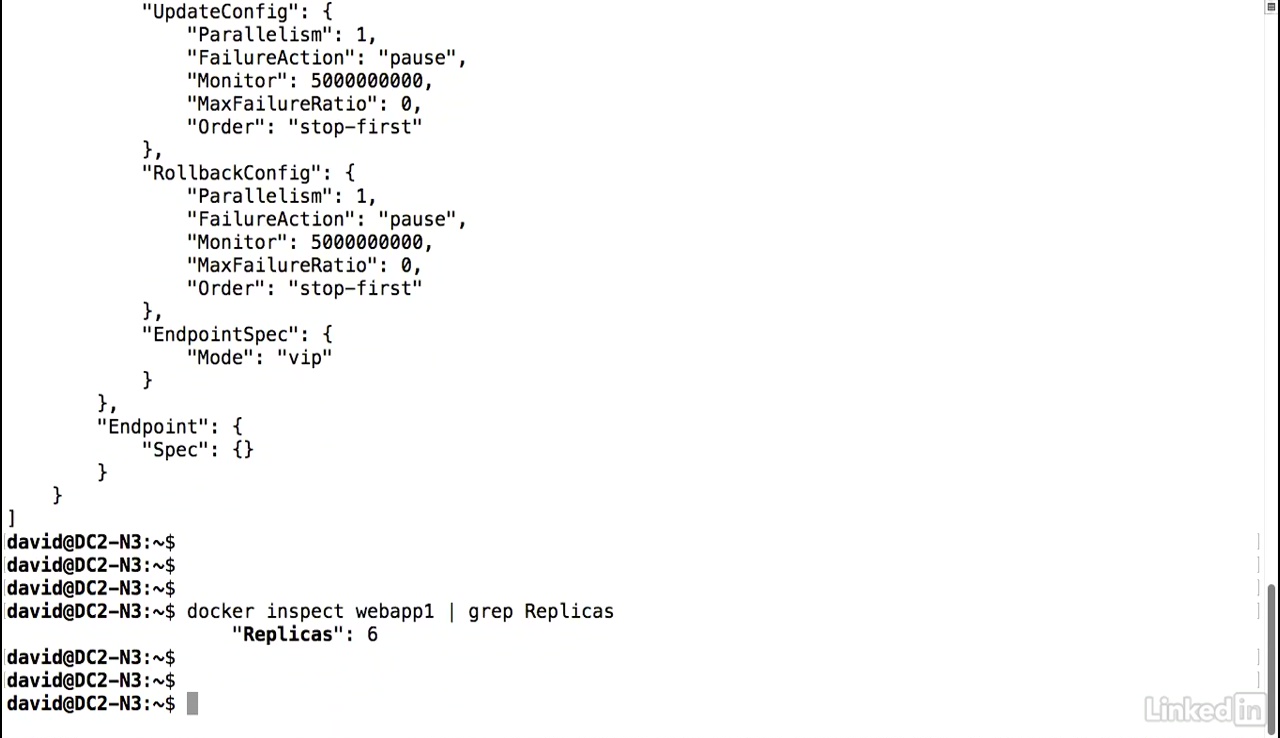 "UpdateConfig": {
"Parallelism": 1,
"FailureAction": "pause",
"Monitor": 5000000000,
"MaxFailureRatio": 0,
"Order": "stop-first"
},
"RollbackConfig": {
"Parallelism": 1,
"FailureAction": "pause",
"Monitor": 5000000000,
"MaxFailureRatio": 0,
"Order": "stop-first"
},
"EndpointSpec": {
"Mode": "vip"
}
},
"Endpoint": {
"Spec": {}
}
}
]
david@DC2-N3:~$
david@DC2-N3:~$
david@DC2-N3:~$
david@DC2-N3:~$ docker inspect webapp1 | grep Replicas
"Replicas": 6
david@DC2-N3:~$
david@DC2-N3:~$
david@DC2-N3:~$
Linked in